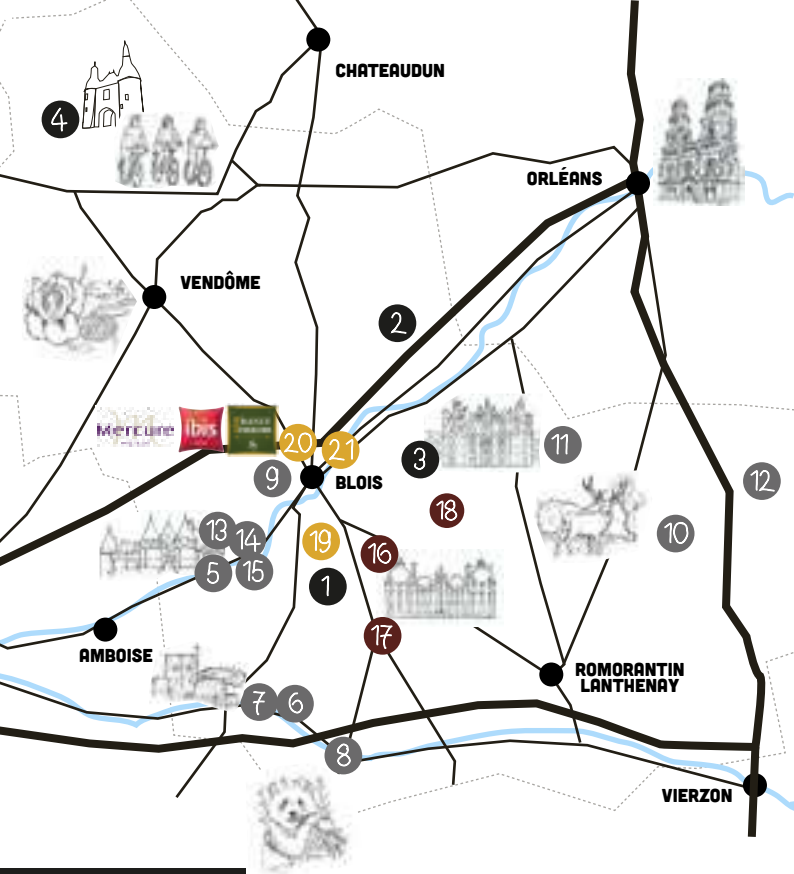 CHATEAUDUN
4
ORLÉANS
VENDÔME
2
Mercure
ibis
20
21
3
11
9
BLOIS
12
18
13
14
19
16
10
5
15
1
17
AMBOISE
ROMORANTIN
LANTHENAY
7
6
8
VIERZON